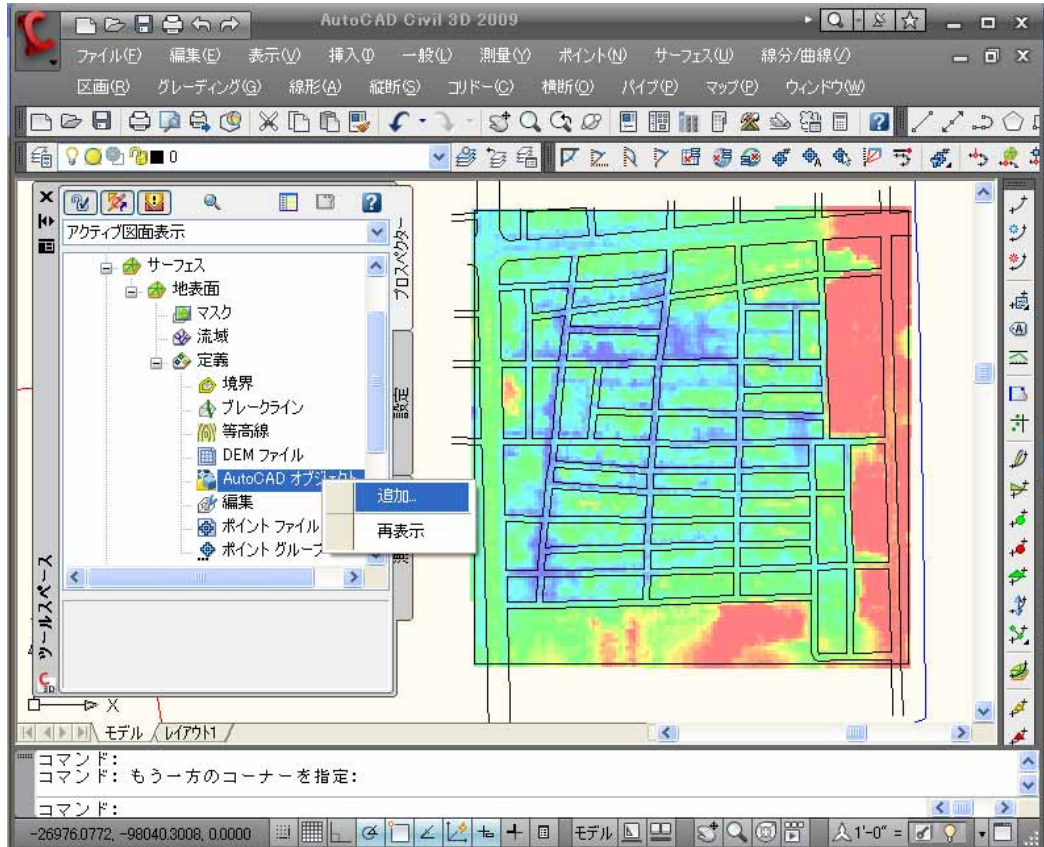 AutoCAD Civil 3D 2009
ファイル(F) 編集(E) 表示(V) 挿入(I) 一般(L) 測量(Y) ポイント(N) サーフェス(U) 線分/曲線(/)
区画(R) グレーディング(G) 線形(A) 縦断(S) コリドー(C) 横断(O) パイプ(P) マップ(P) ウィンドウ(W)
0
アクティブ図面表示
プロスペクター
サーフェス
地表面
マスク
流域
定義
境界
ブレークライン
設定
等高線
DEM ファイル
AutoCAD オブジェクト
追加...
編集
再表示
ポイント ファイル
ポイント グループ
ツールスペース
X
モデル
レイアウト1
コマンド:
コマンド: もう一方のコーナーを指定:
コマンド:
-26976.0772, -98040.3008, 0.0000 モデル 1'-0" =